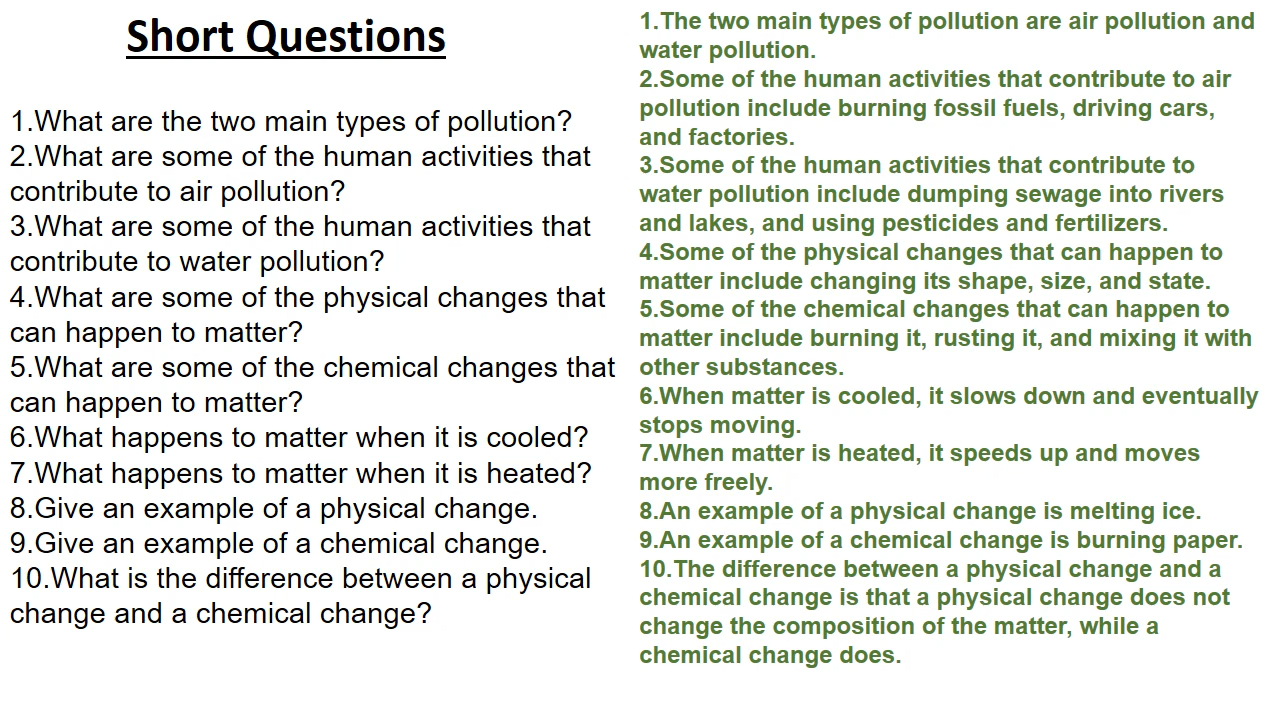 Short Questions
1.What are the two main types of pollution?
2.What are some of the human activities that
contribute to air pollution?
3.What are some of the human activities that
contribute to water pollution?
4.What are some of the physical changes that
can happen to matter?
5.What are some of the chemical changes that
can happen to matter?
6.What happens to matter when it is cooled?
7.What happens to matter when it is heated?
8.Give an example of a physical change.
9.Give an example of a chemical change.
10.What is the difference between a physical
change and a chemical change?
1.The two main types of pollution are air pollution and
water pollution.
2.Some of the human activities that contribute to air
pollution include burning fossil fuels, driving cars,
and factories.
3.Some of the human activities that contribute to
water pollution include dumping sewage into rivers
and lakes, and using pesticides and fertilizers.
4.Some of the physical changes that can happen to
matter include changing its shape, size, and state.
5.Some of the chemical changes that can happen to
matter include burning it, rusting it, and mixing it with
other substances.
6.When matter is cooled, it slows down and eventually
stops moving.
7.When matter is heated, it speeds up and moves
more freely.
8.An example of a physical change is melting ice.
9.An example of a chemical change is burning paper.
10.The difference between a physical change and a
chemical change is that a physical change does not
change the composition of the matter, while a
chemical change does.